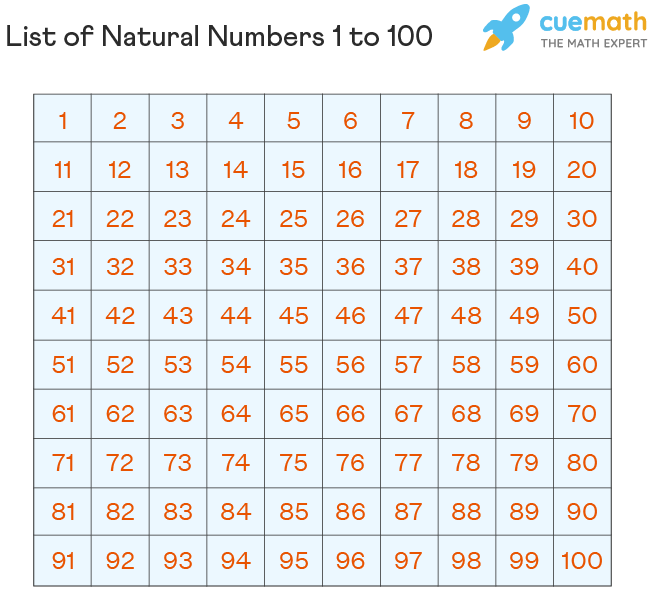 List of Natural Numbers 1 to 100
cuemath
THE MATH EXPERT
1 2 3 4 5 6 7 8 9 10
11 12 13 14 15 16 17 18 19 20
21 22 23 24 25 26 27 28 29 30
31 32 33 34 35 36 37 38 39 40
41 42 43 44 45 46 47 48 49 50
51 52 53 54 55 56 57 58 59 60
61 62 63 64 65 66 67 68 69 70
71 72 73 74 75 76 77 78 79 80
81 82 83 84 85 86 87 88 89 90
91 92 93 94 95 96 97 98 99 100